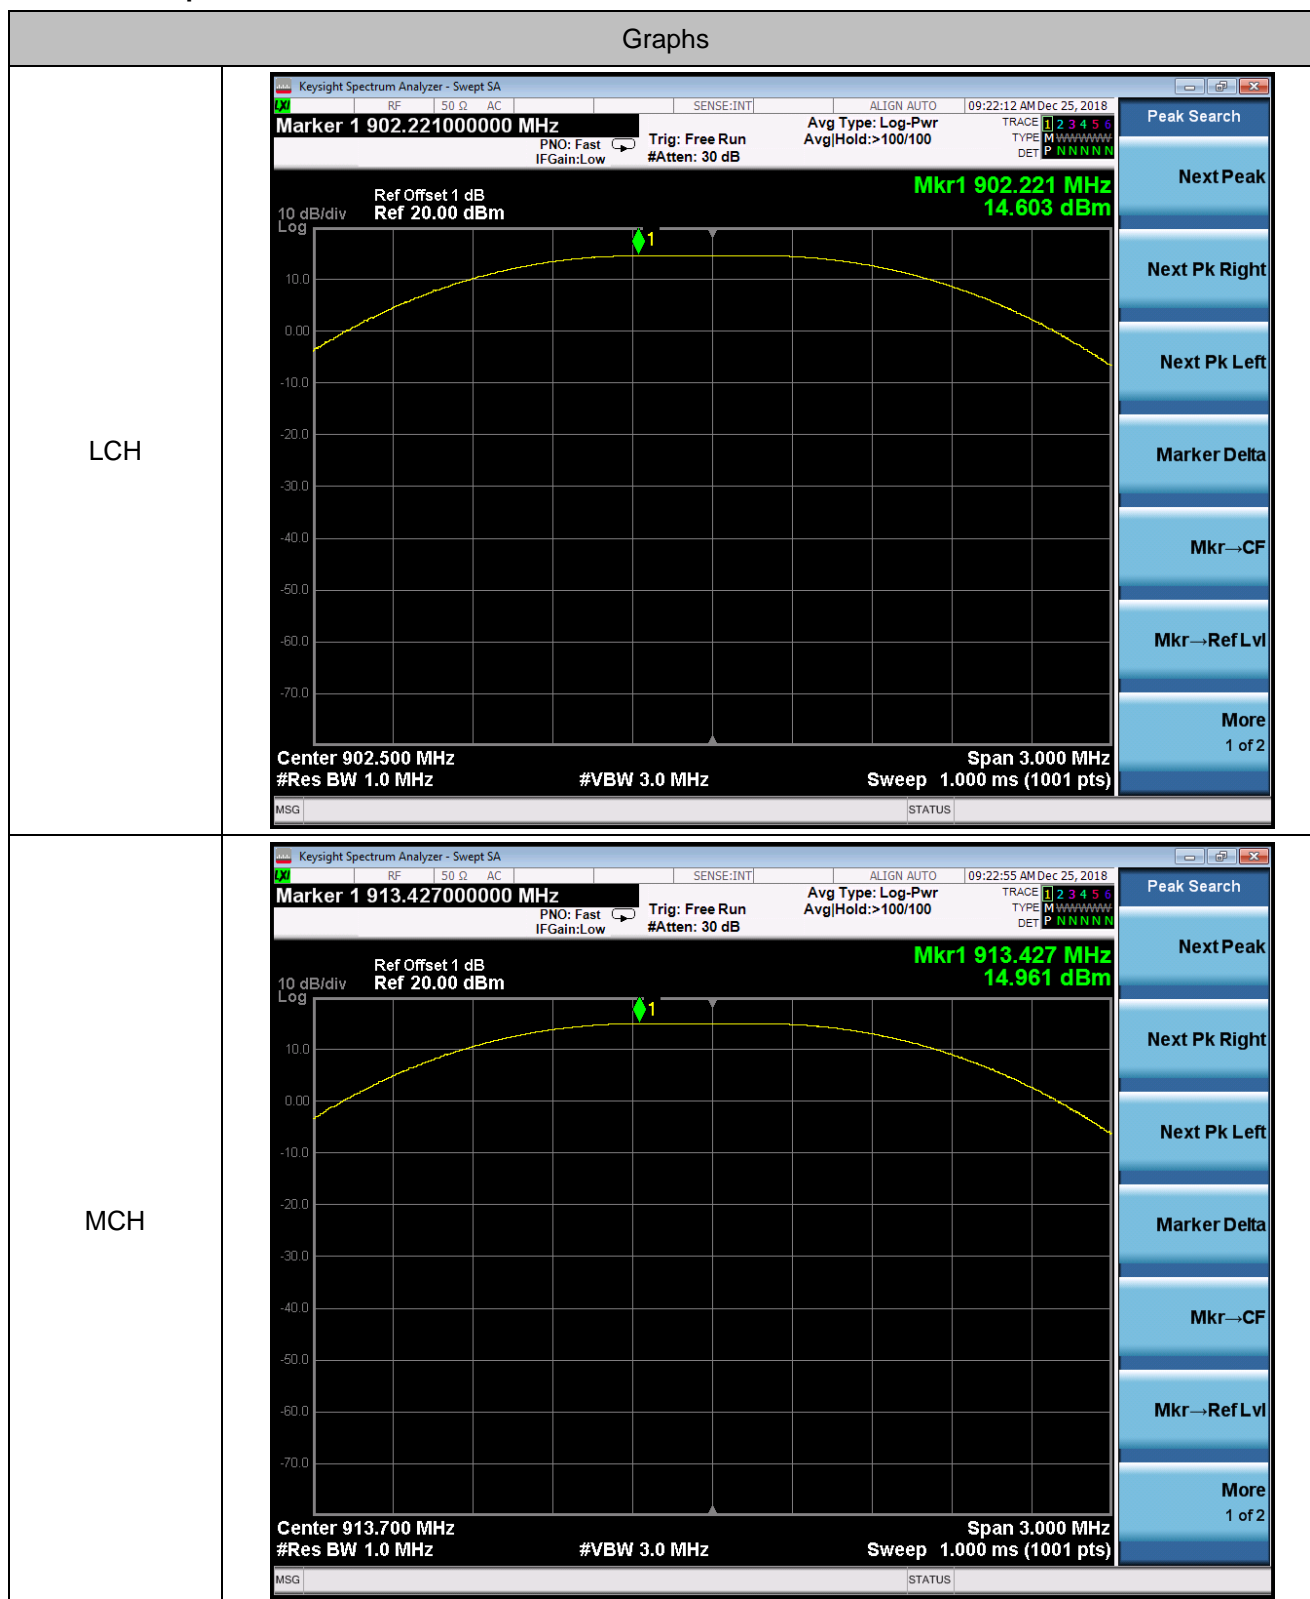 Graphs
LCH
Keysight Spectrum Analyzer - Swept SA
LXI RF 50 Ω AC SENSE:INT ALIGN AUTO 09:22:12 AM Dec 25, 2018
Marker 1 902.221000000 MHz
PNO: Fast
IFGain:Low
Trig: Free Run
#Atten: 30 dB
Avg Type: Log-Pwr
Avg|Hold:>100/100
TRACE 1 2 3 4 5 6
TYPE M WWWWW
DET P N N N N N
Mkr1 902.221 MHz
14.603 dBm
Ref Offset 1 dB
10 dB/div Ref 20.00 dBm
Log
1
10.0
0.00
-10.0
-20.0
-30.0
-40.0
-50.0
-60.0
-70.0
Center 902.500 MHz Span 3.000 MHz
#Res BW 1.0 MHz #VBW 3.0 MHz Sweep 1.000 ms (1001 pts)
MSG STATUS
Peak Search
Next Peak
Next Pk Right
Next Pk Left
Marker Delta
Mkr→CF
Mkr→Ref Lvl
More
1 of 2
MCH
Keysight Spectrum Analyzer - Swept SA
LXI RF 50 Ω AC SENSE:INT ALIGN AUTO 09:22:55 AM Dec 25, 2018
Marker 1 913.427000000 MHz
PNO: Fast
IFGain:Low
Trig: Free Run
#Atten: 30 dB
Avg Type: Log-Pwr
Avg|Hold:>100/100
TRACE 1 2 3 4 5 6
TYPE M WWWWW
DET P N N N N N
Mkr1 913.427 MHz
14.961 dBm
Ref Offset 1 dB
10 dB/div Ref 20.00 dBm
Log
1
10.0
0.00
-10.0
-20.0
-30.0
-40.0
-50.0
-60.0
-70.0
Center 913.700 MHz Span 3.000 MHz
#Res BW 1.0 MHz #VBW 3.0 MHz Sweep 1.000 ms (1001 pts)
MSG STATUS
Peak Search
Next Peak
Next Pk Right
Next Pk Left
Marker Delta
Mkr→CF
Mkr→Ref Lvl
More
1 of 2